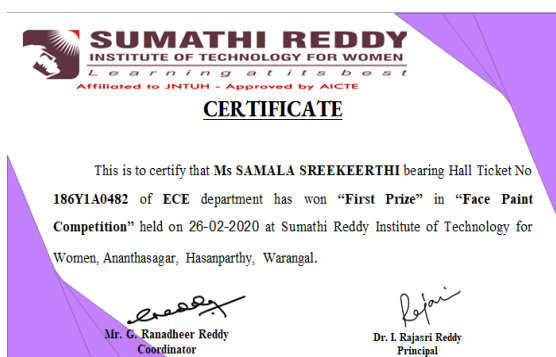 SUMATHI REDDY
INSTITUTE OF TECHNOLOGY FOR WOMEN
Learning at its best
Affiliated to JNTUH - Approved by AICTE
CERTIFICATE
This is to certify that Ms SAMALA SREEKEERTHI bearing Hall Ticket No
186Y1A0482 of ECE department has won “First Prize” in “Face Paint
Competition” held on 26-02-2020 at Sumathi Reddy Institute of Technology for
Women, Ananthasagar, Hasanparthy, Warangal.
Mr. G. Ranadheer Reddy
Coordinator
Dr. I. Rajasri Reddy
Principal